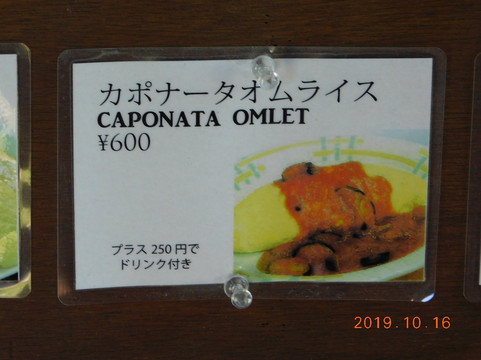 カポナータオムライス
CAPONATA OMLET
¥600
プラス 250 円で
ドリンク付き
2019.10.16